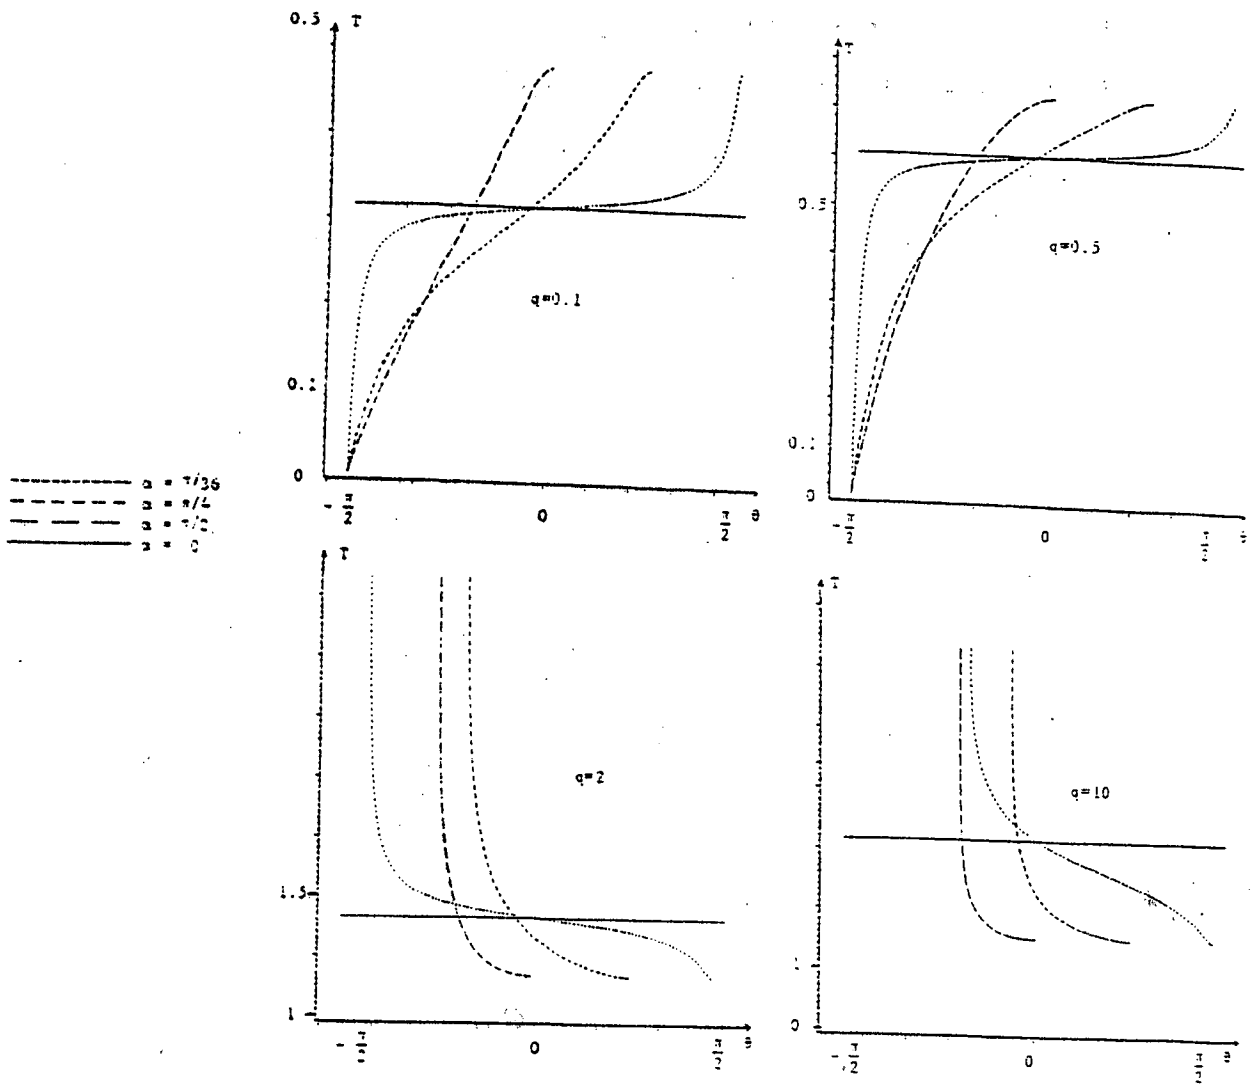 0.5 T
T
0.5
q=0.1
q=0.5
0.1
0.1
0
0
- π/2 0 π/2 θ
- π/2 0 π/2 θ
α = π/36
α = π/4
α = π/2
α = 0
T
T
q=2
q=10
1.5
1
1
0
- π/2 0 π/2 θ
- π/2 0 π/2 θ